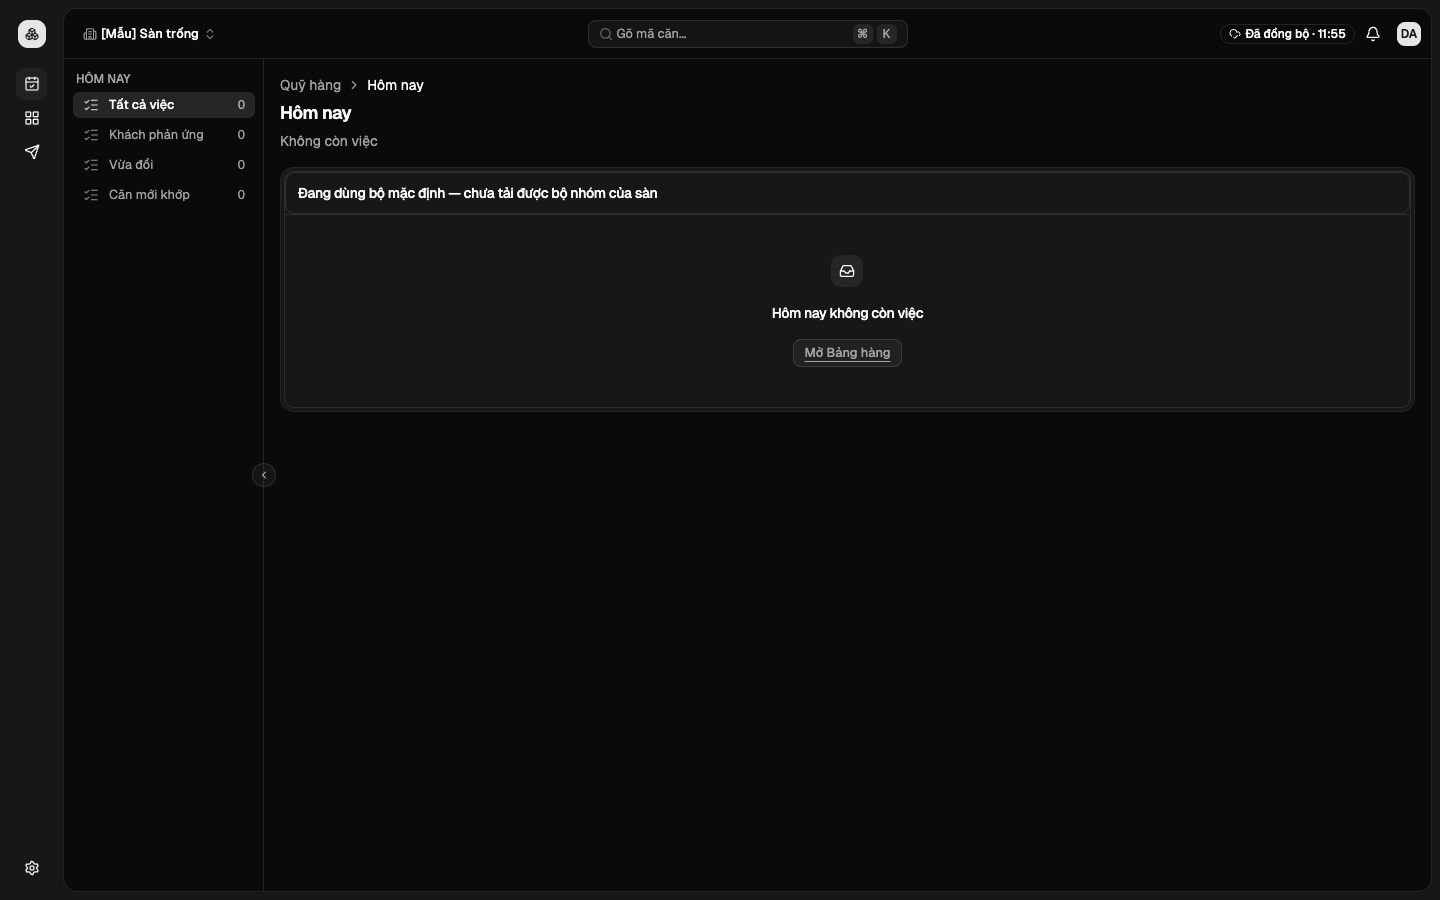 [Mẫu] Sàn trống
Gõ mã căn...
⌘ K
Đã đồng bộ · 11:55
DA
HÔM NAY
Tất cả việc 0
Khách phản ứng 0
Vừa đổi 0
Căn mới khớp 0
Quỹ hàng > Hôm nay
Hôm nay
Không còn việc
Đang dùng bộ mặc định — chưa tải được bộ nhóm của sàn
Hôm nay không còn việc
Mở Bảng hàng